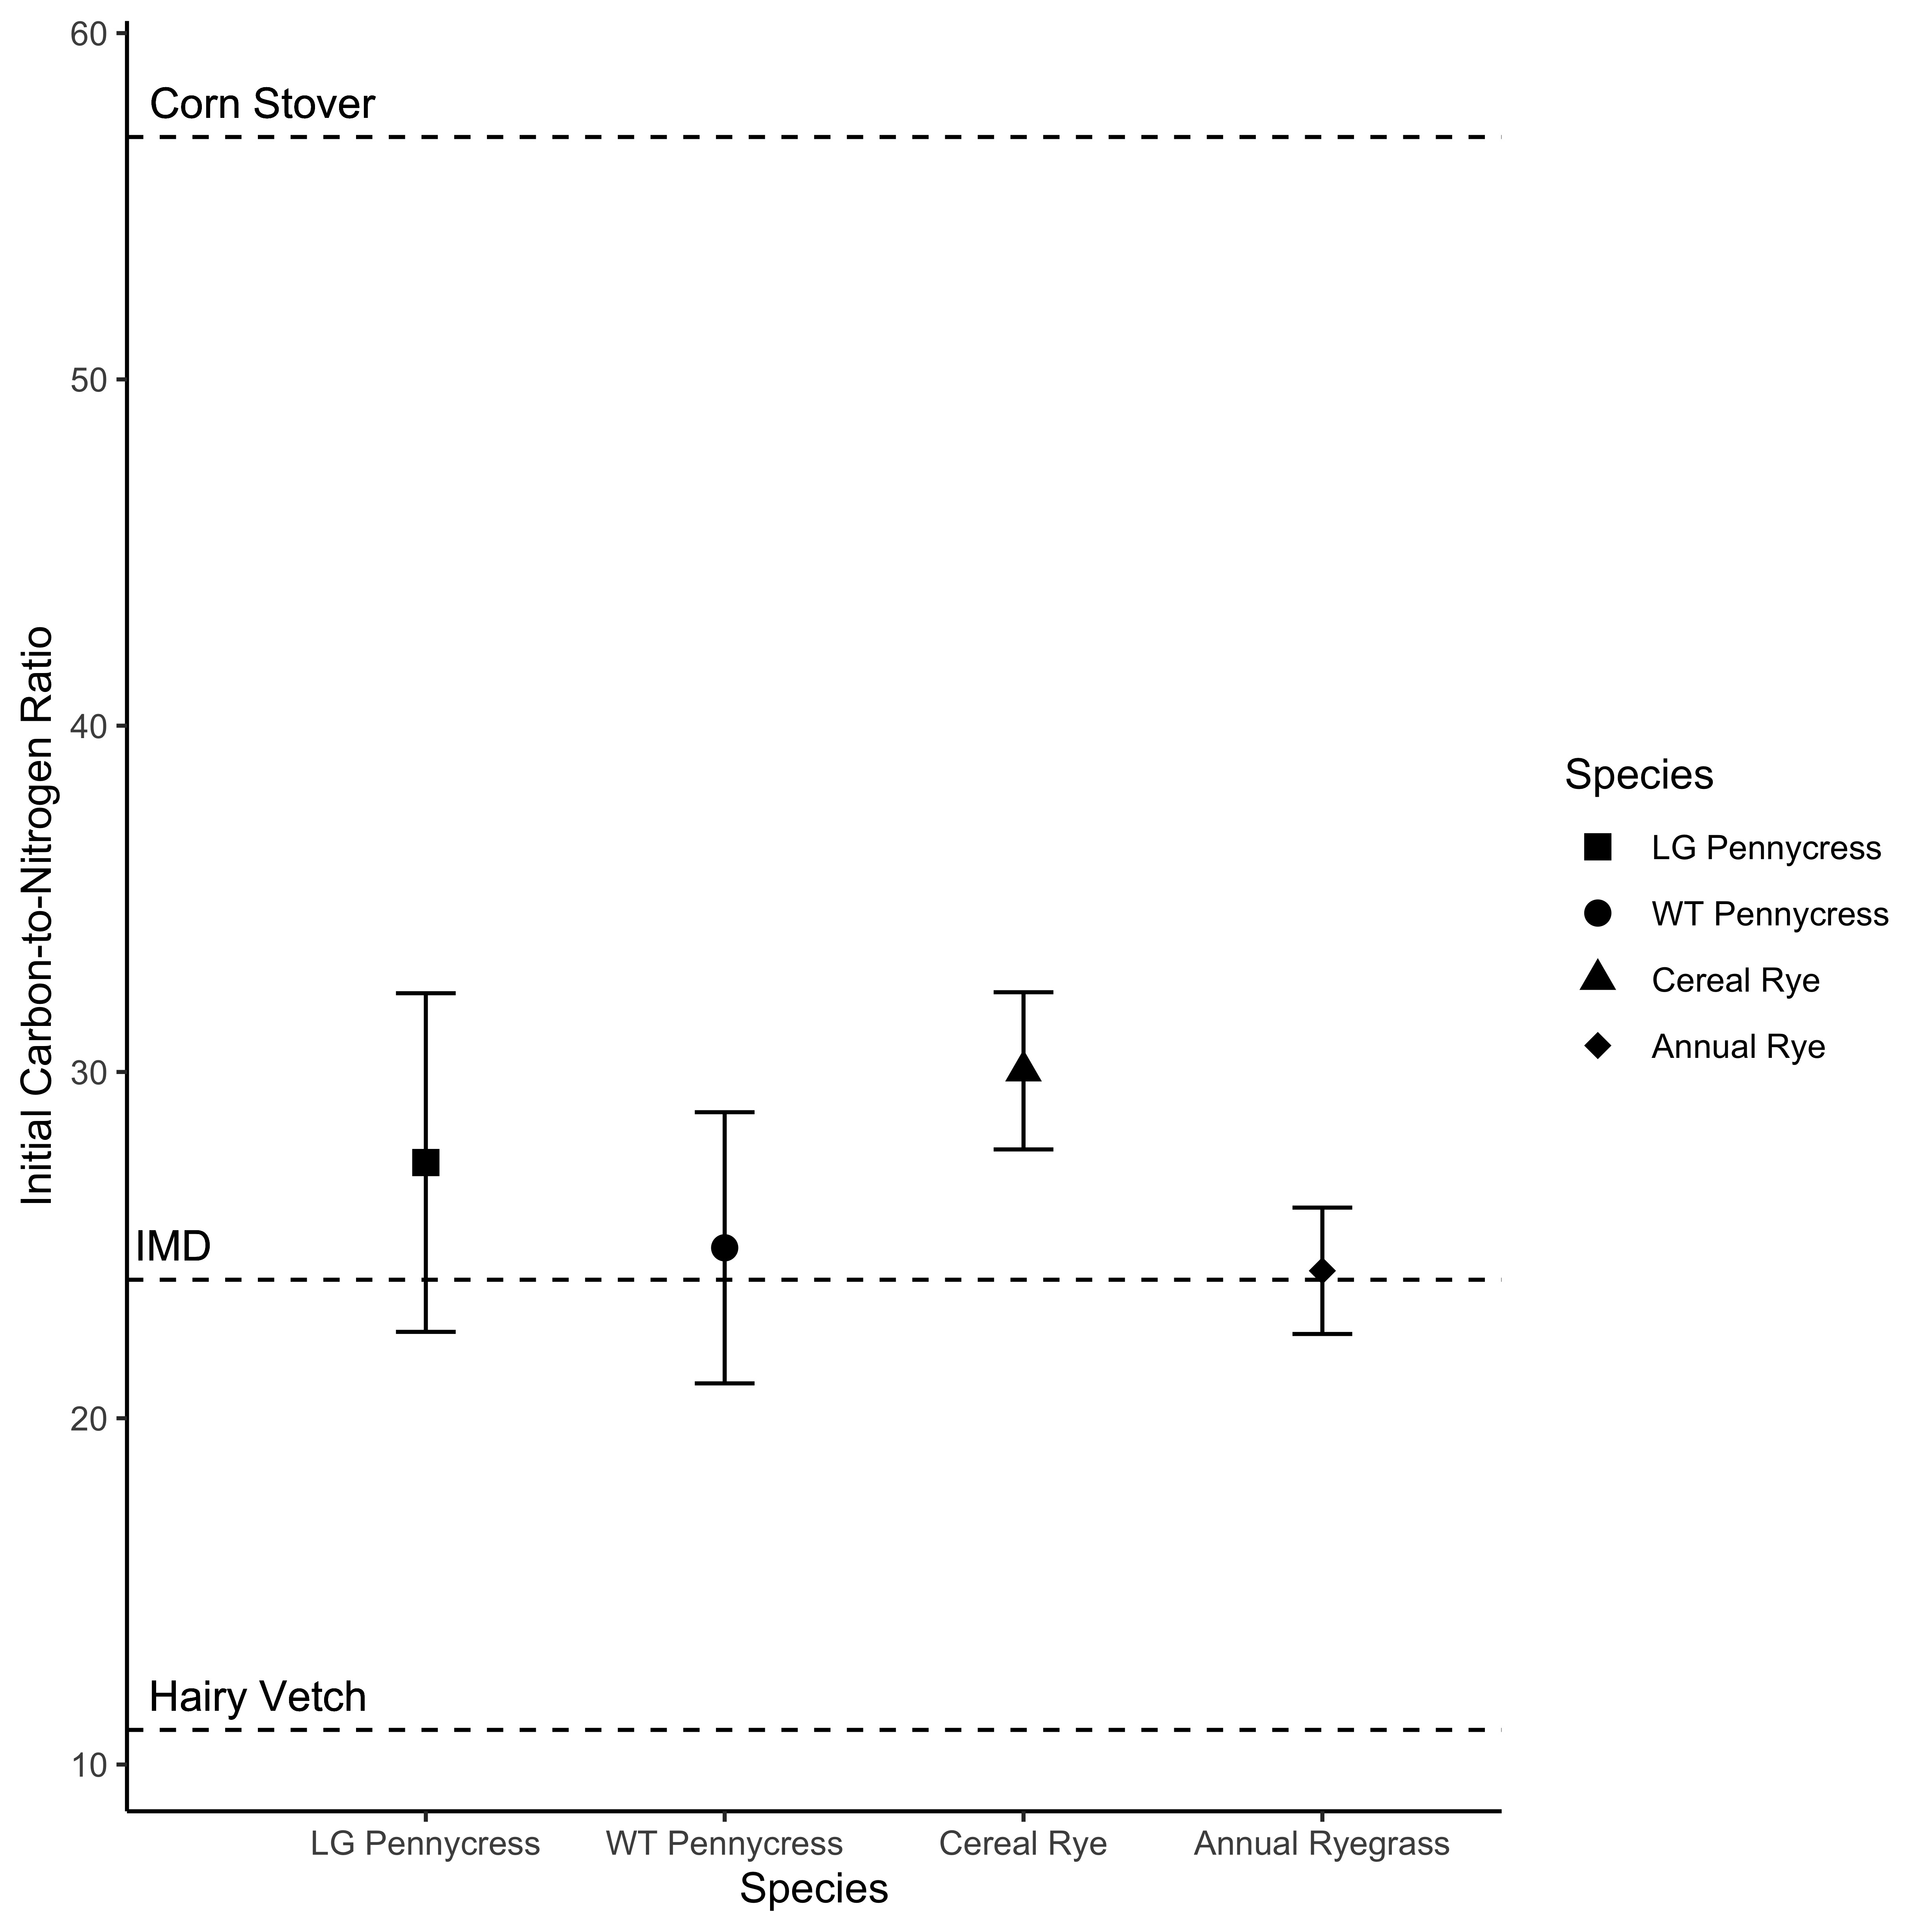 60
Corn Stover
50
40
30
IMD
20
Hairy Vetch
10
Initial Carbon-to-Nitrogen Ratio
LG Pennycress
WT Pennycress
Cereal Rye
Annual Ryegrass
Species
Species
LG Pennycress
WT Pennycress
Cereal Rye
Annual Rye